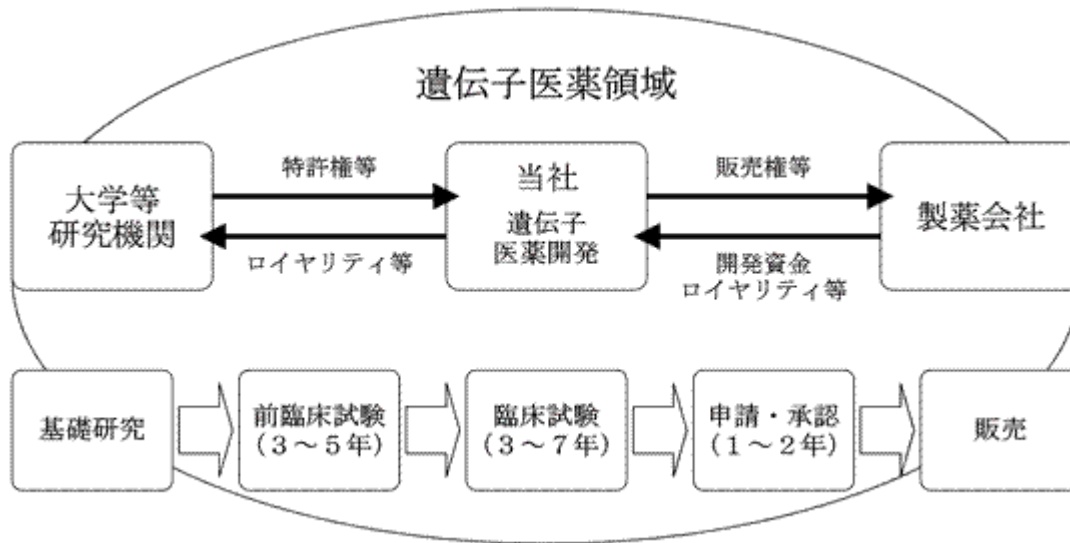 遺伝子医薬領域
大学等
研究機関
特許権等
ロイヤリティ等
当社
遺伝子
医薬開発
販売権等
開発資金
ロイヤリティ等
製薬会社
基礎研究
前臨床試験
(3～5年)
臨床試験
(3～7年)
申請・承認
(1～2年)
販売